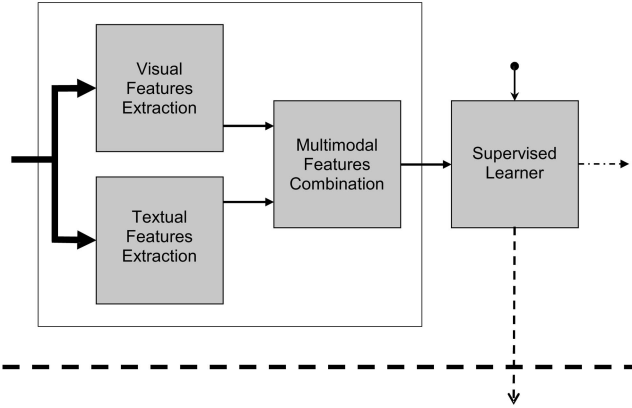 Visual
Features
Extraction
Multimodal
Features
Combination
Supervised
Learner
Textual
Features
Extraction